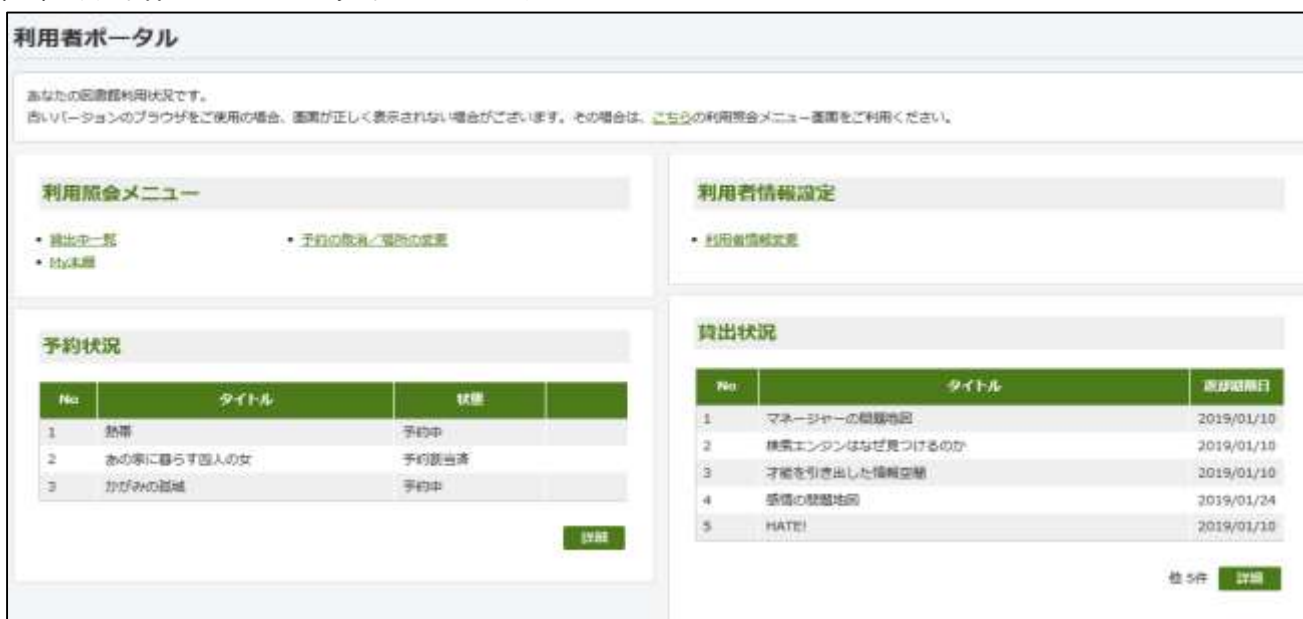 利用者ポータル
あなたの図書館利用状況です。
古いバージョンのブラウザをご使用の場合、画面が正しく表示されない場合がございます。その場合は、こちらの利用照会メニュー画面をご利用ください。
利用照会メニュー
• 貸出中一覧
• 予約の取消/場所の変更
• My本棚
利用者情報設定
• 利用者情報変更
予約状況
No タイトル 状態
1 熱帯 予約中
2 あの家に暮らす四人の女 予約割当済
3 かがみの孤城 予約中
詳細
貸出状況
No タイトル 返却期限日
1 マネージャーの問題地図 2019/01/10
2 検索エンジンはなぜ見つけるのか 2019/01/10
3 才能を引き出した情報空間 2019/01/10
4 感情の問題地図 2019/01/24
5 HATE! 2019/01/10
他 5件 詳細